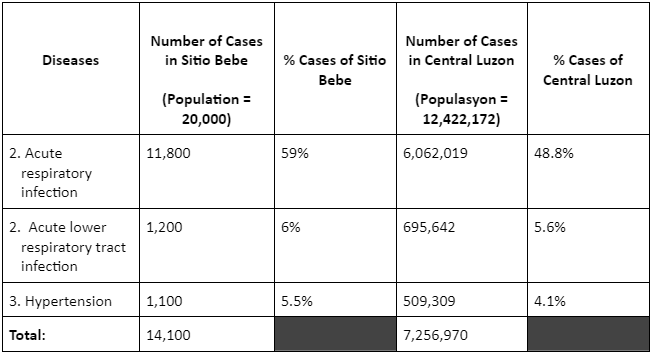 Diseases
Number of Cases
in Sitio Bebe
(Population =
20,000)
% Cases of Sitio
Bebe
Number of Cases
in Central Luzon
(Populasyon =
12,422,172)
% Cases of
Central Luzon
2. Acute
respiratory
infection
11,800
59%
6,062,019
48.8%
2. Acute lower
respiratory tract
infection
1,200
6%
695,642
5.6%
3. Hypertension
1,100
5.5%
509,309
4.1%
Total:
14,100
7,256,970